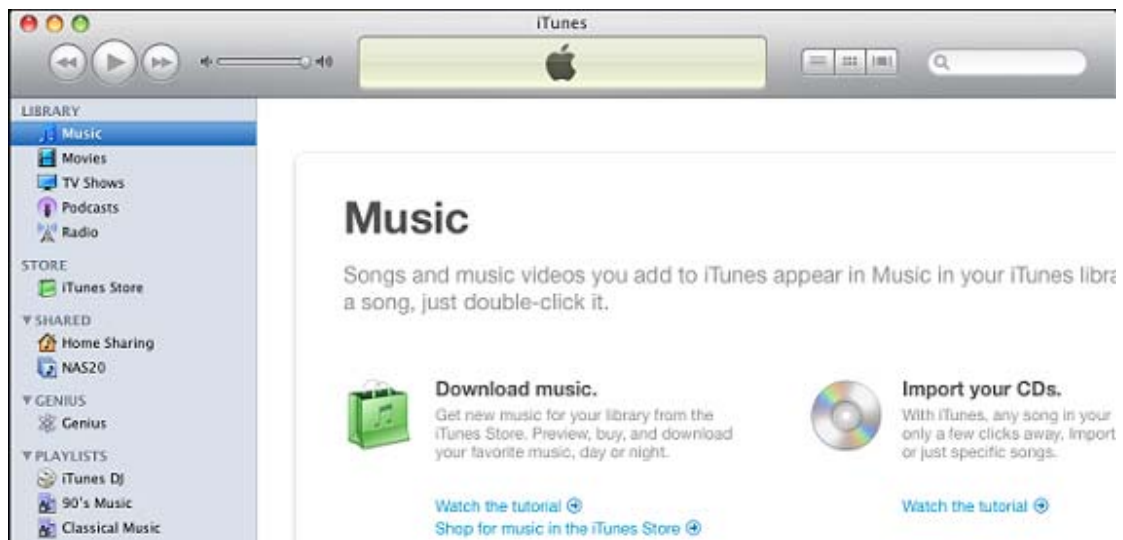 iTunes
LIBRARY
Music
Movies
TV Shows
Podcasts
Radio
STORE
iTunes Store
SHARED
Home Sharing
NAS20
GENIUS
Genius
PLAYLISTS
iTunes DJ
90's Music
Classical Music
Music
Songs and music videos you add to iTunes appear in Music in your iTunes libra
a song, just double-click it.
Download music.
Get new music for your library from the
iTunes Store. Preview, buy, and download
your favorite music, day or night.
Watch the tutorial
Shop for music in the iTunes Store
Import your CDs.
With iTunes, any song in your
only a few clicks away. Import
or just specific songs.
Watch the tutorial